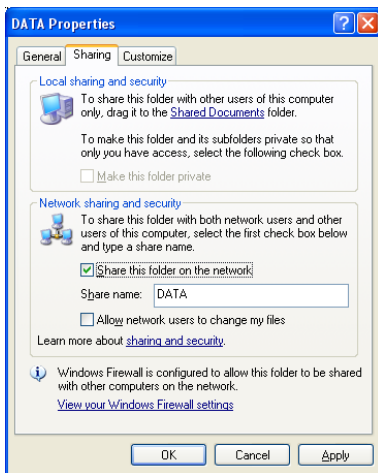 DATA Properties
General Sharing Customize
Local sharing and security
To share this folder with other users of this computer
only, drag it to the Shared Documents folder.
To make this folder and its subfolders private so that
only you have access, select the following check box.
Make this folder private
Network sharing and security
To share this folder with both network users and other
users of this computer, select the first check box below
and type a share name.
Share this folder on the network
Share name: DATA
Allow network users to change my files
Learn more about sharing and security.
Windows Firewall is configured to allow this folder to be shared
with other computers on the network.
View your Windows Firewall settings
OK Cancel Apply